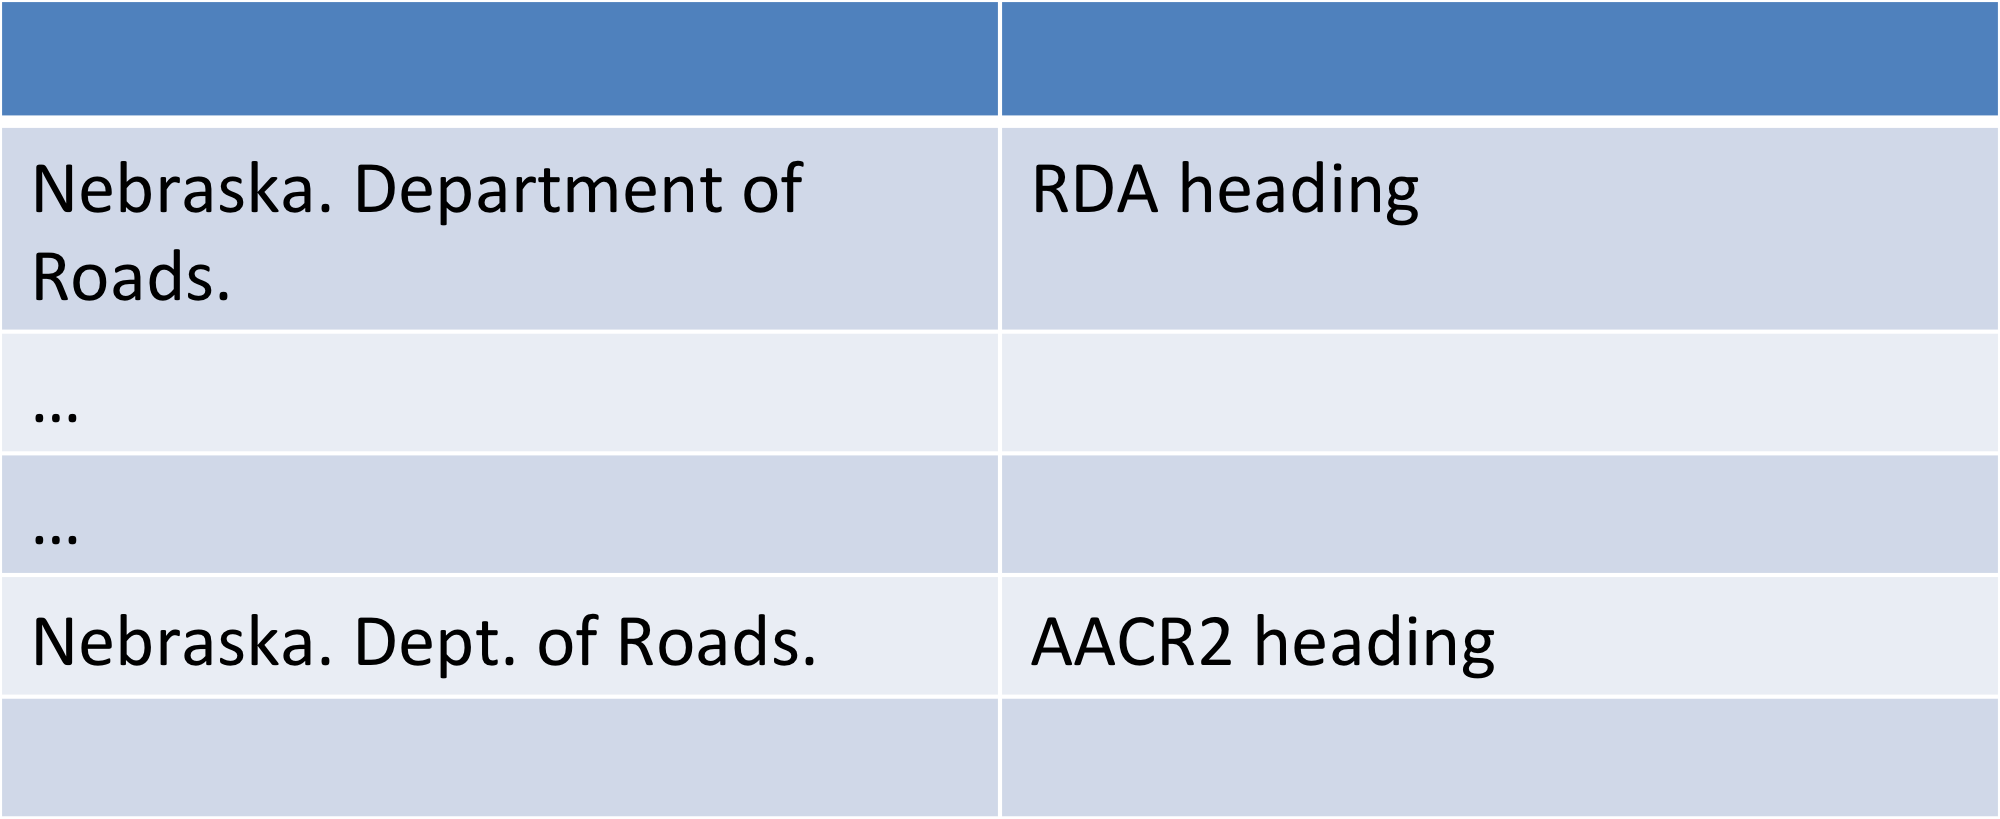 Nebraska. Department of
Roads.
RDA heading
...
...
Nebraska. Dept. of Roads.
AACR2 heading